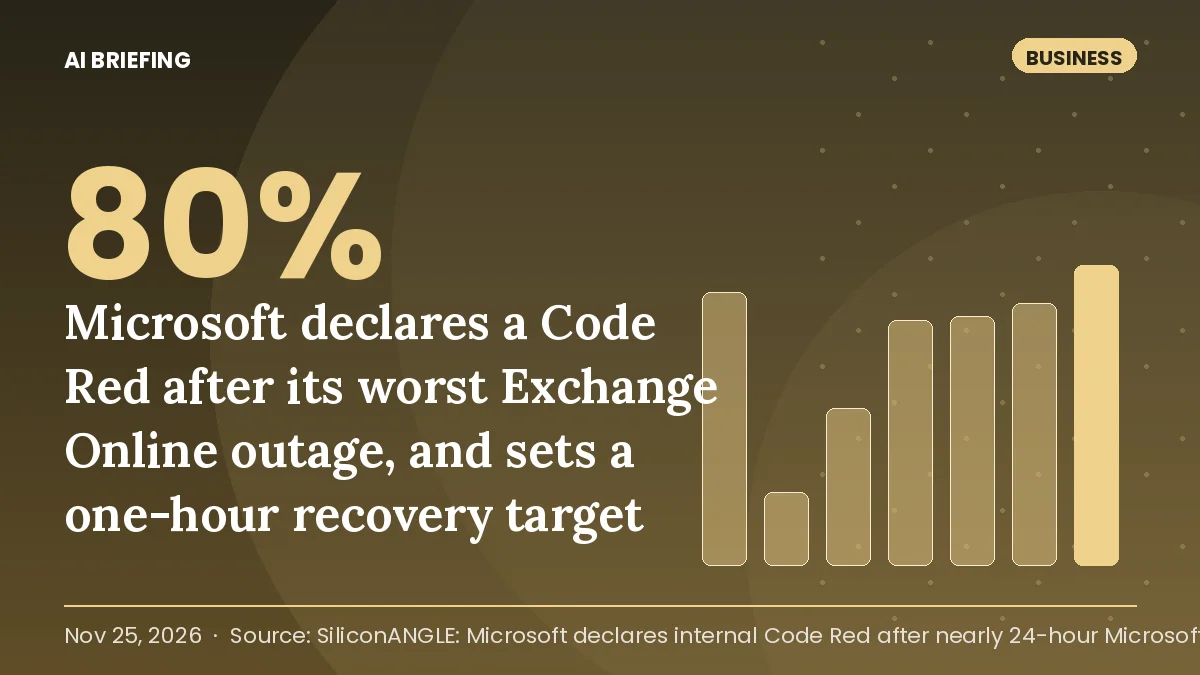 AI BRIEFING
BUSINESS
80%
Microsoft declares a Code
Red after its worst Exchange
Online outage, and sets a
one-hour recovery target
Nov 25, 2026 · Source: SiliconANGLE: Microsoft declares internal Code Red after nearly 24-hour Microsoft